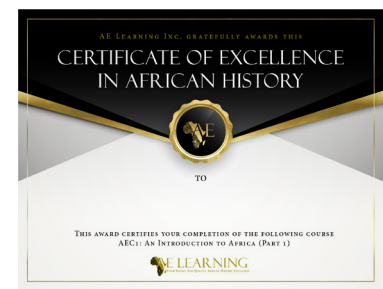 AE Learning Inc. gratefully awards this
CERTIFICATE OF EXCELLENCE
IN AFRICAN HISTORY
AE
TO
This award certifies your completion of the following course
AEC1: An Introduction to Africa (Part 1)
AE LEARNING